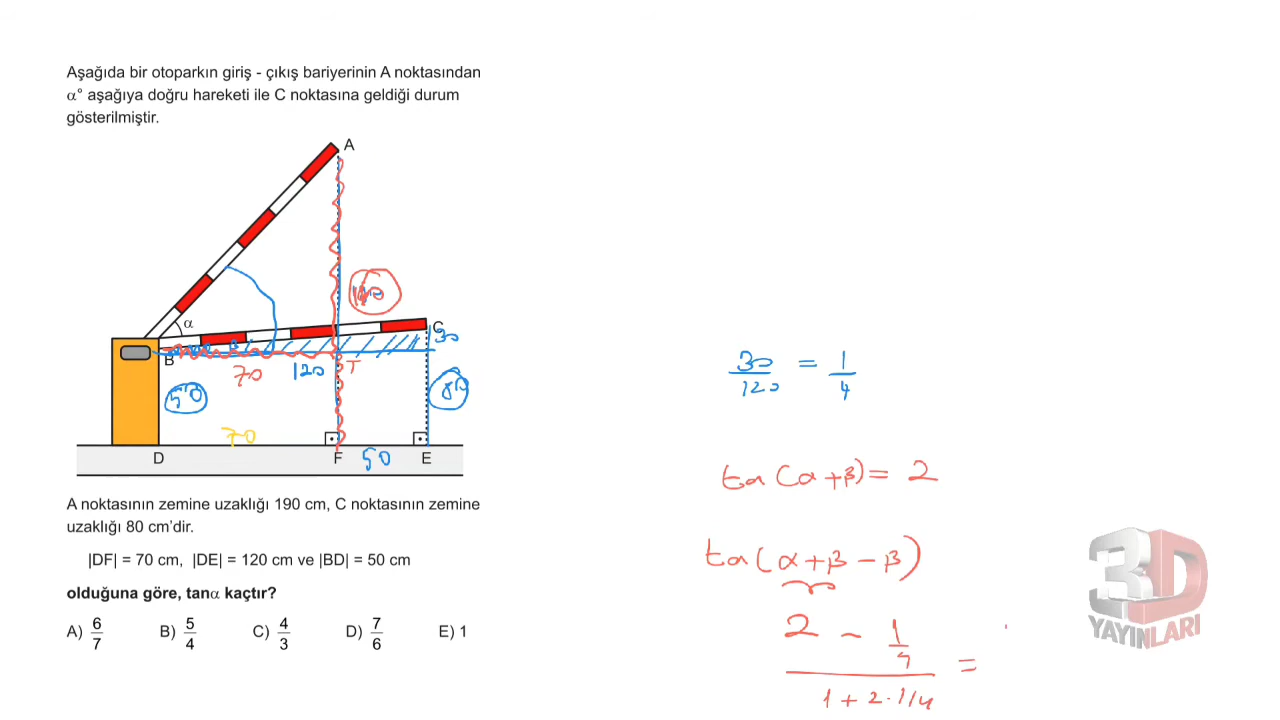 Aşağıda bir otoparkın giriş - çıkış bariyerinin A noktasından
α° aşağıya doğru hareketi ile C noktasına geldiği durum
gösterilmiştir.
A
α
C
30
B
β
70
120
T
50
80
140
70
D
F
50
E
A noktasının zemine uzaklığı 190 cm, C noktasının zemine
uzaklığı 80 cm'dir.
|DF| = 70 cm, |DE| = 120 cm ve |BD| = 50 cm
olduğuna göre, tanα kaçtır?
A) 6/7 B) 5/4 C) 4/3 D) 7/6 E) 1
30/120 = 1/4
tan(α+β) = 2
tan(α+β-β)
2 - 1/4
1 + 2·1/4
=
3D
YAYINLARI